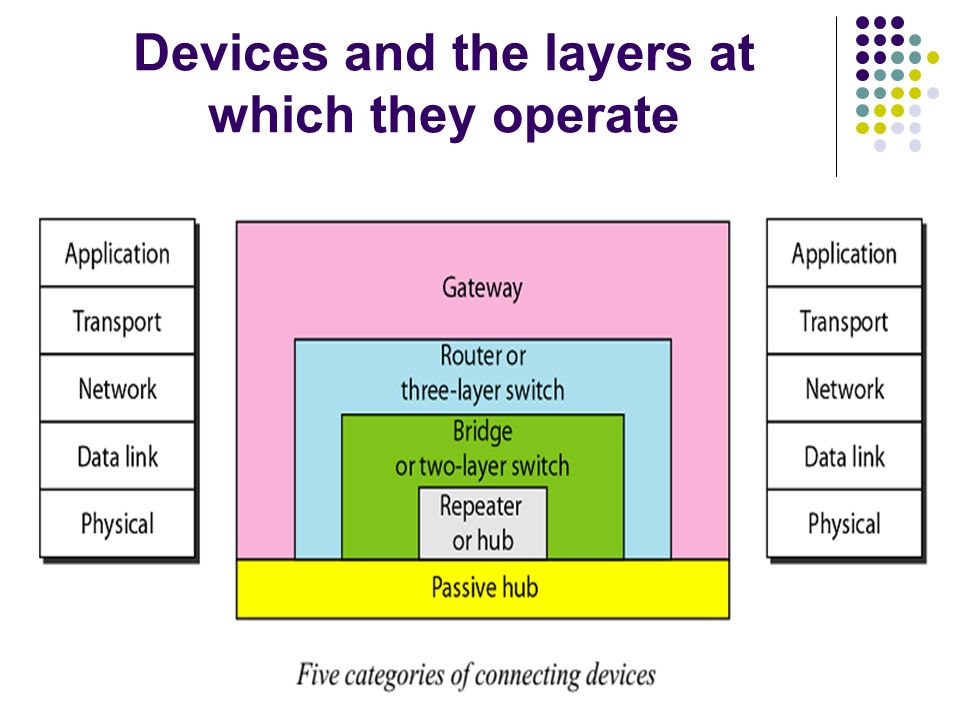 Devices and the layers at
which they operate
Application
Transport
Network
Data link
Physical
Gateway
Router or
three-layer switch
Bridge
or two-layer switch
Repeater
or hub
Passive hub
Application
Transport
Network
Data link
Physical
Five categories of connecting devices